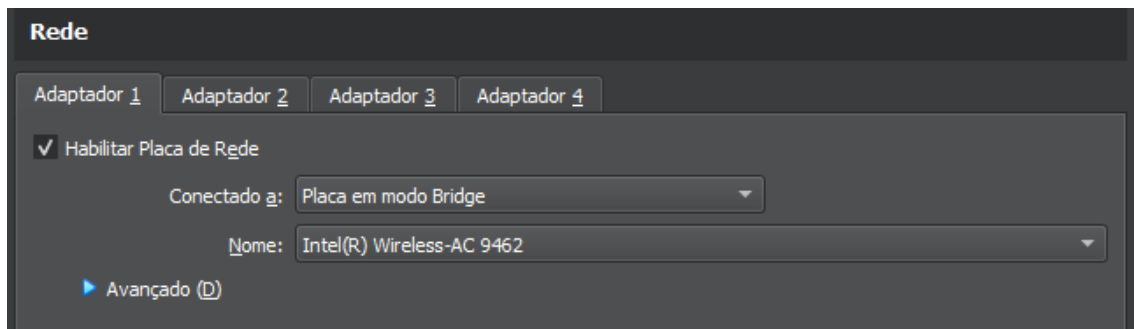 Rede
Adaptador 1 Adaptador 2 Adaptador 3 Adaptador 4
Habilitar Placa de Rede
Conectado a: Placa em modo Bridge
Nome: Intel(R) Wireless-AC 9462
Avançado (D)